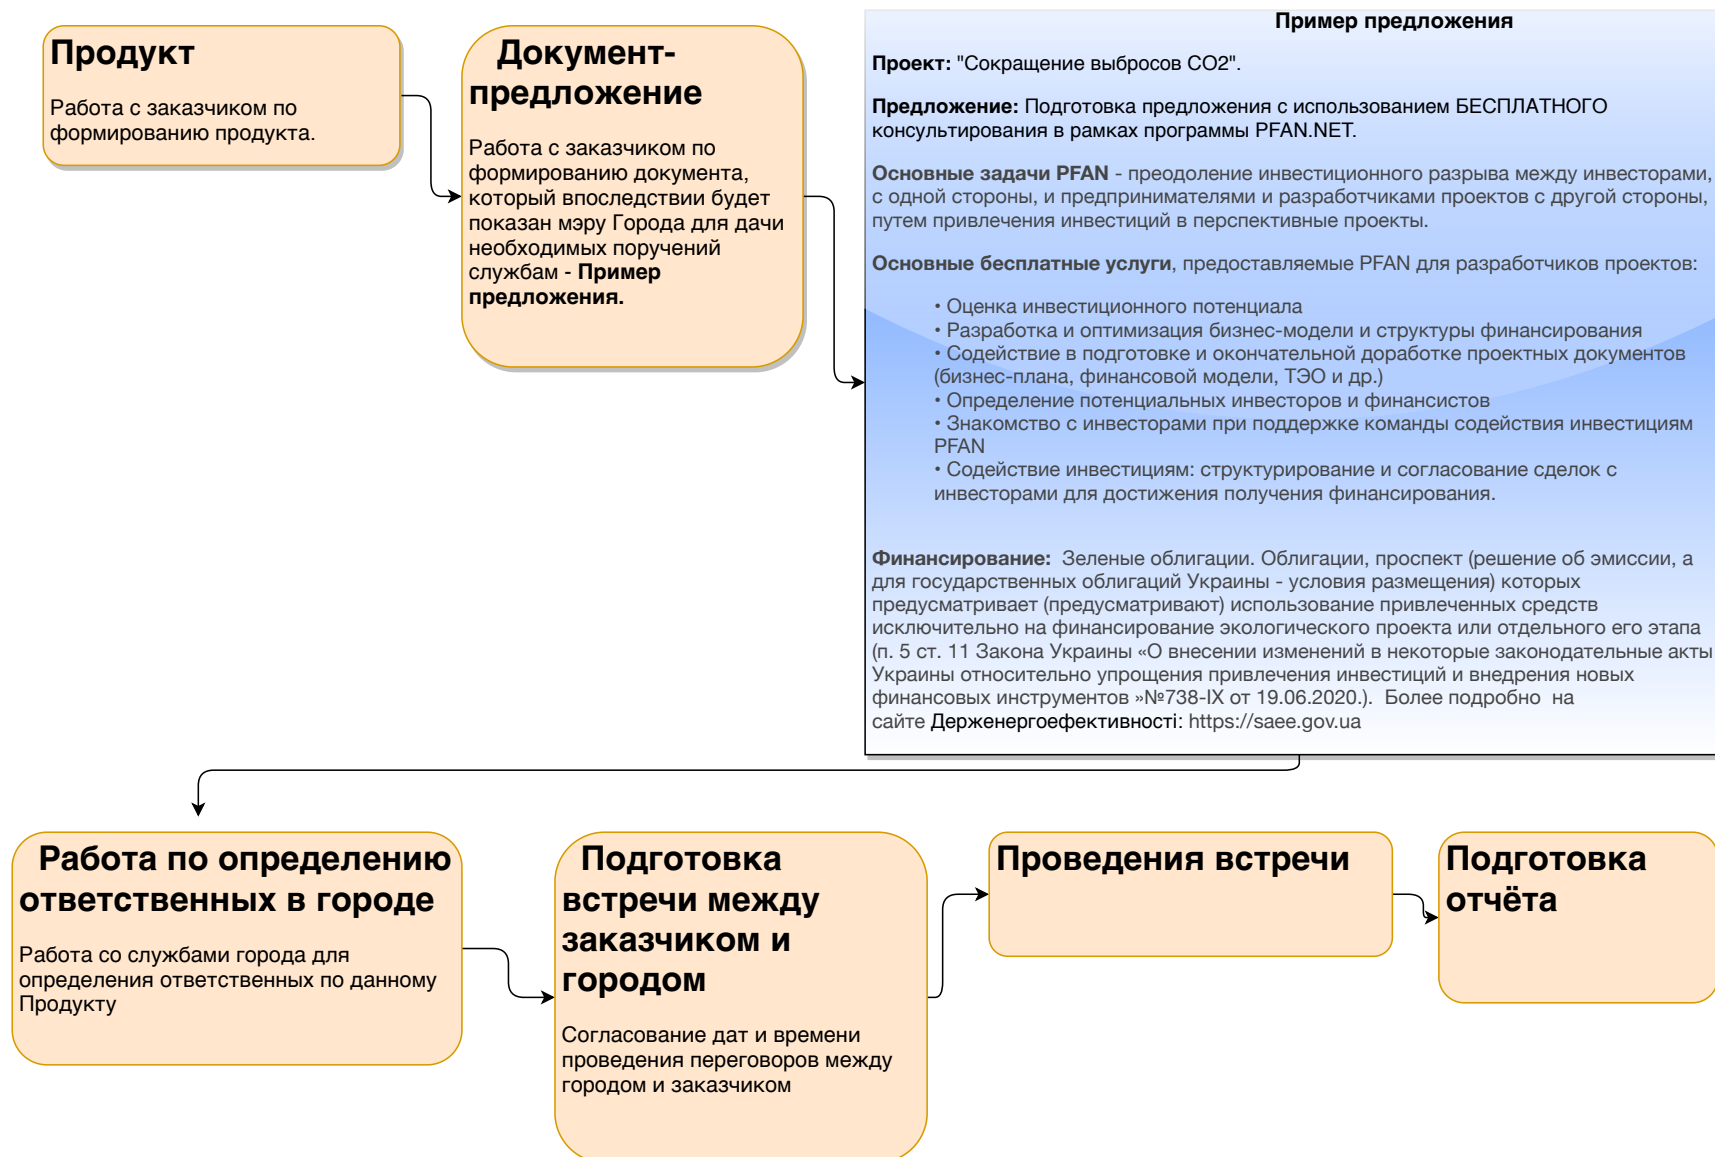 Продукт
Работа с заказчиком по
формированию продукта.
Документ-
предложение
Работа с заказчиком по
формированию документа,
который впоследствии будет
показан мэру Города для дачи
необходимых поручений
службам - Пример
предложения.
Пример предложения
Проект: "Сокращение выбросов СО2".
Предложение: Подготовка предложения с использованием БЕСПЛАТНОГО
консультирования в рамках программы PFAN.NET.
Основные задачи PFAN - преодоление инвестиционного разрыва между инвесторами,
с одной стороны, и предпринимателями и разработчиками проектов с другой стороны,
путем привлечения инвестиций в перспективные проекты.
Основные бесплатные услуги, предоставляемые PFAN для разработчиков проектов:
• Оценка инвестиционного потенциала
• Разработка и оптимизация бизнес-модели и структуры финансирования
• Содействие в подготовке и окончательной доработке проектных документов
(бизнес-плана, финансовой модели, ТЭО и др.)
• Определение потенциальных инвесторов и финансистов
• Знакомство с инвесторами при поддержке команды содействия инвестициям
PFAN
• Содействие инвестициям: структурирование и согласование сделок с
инвесторами для достижения получения финансирования.
Финансирование: Зеленые облигации. Облигации, проспект (решение об эмиссии, а
для государственных облигаций Украины - условия размещения) которых
предусматривает (предусматривают) использование привлеченных средств
исключительно на финансирование экологического проекта или отдельного его этапа
(п. 5 ст. 11 Закона Украины «О внесении изменений в некоторые законодательные акты
Украины относительно упрощения привлечения инвестиций и внедрения новых
финансовых инструментов »№738-IX от 19.06.2020.). Более подробно на
сайте Держенергоефективності: https://saee.gov.ua
Работа по определению
ответственных в городе
Работа со службами города для
определения ответственных по данному
Продукту
Подготовка
встречи между
заказчиком и
городом
Согласование дат и времени
проведения переговоров между
городом и заказчиком
Проведения встречи
Подготовка
отчёта